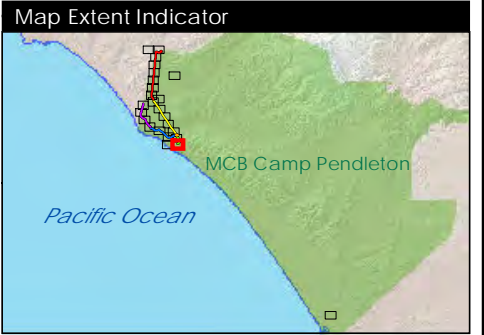 Map Extent Indicator
MCB Camp Pendleton
Pacific Ocean